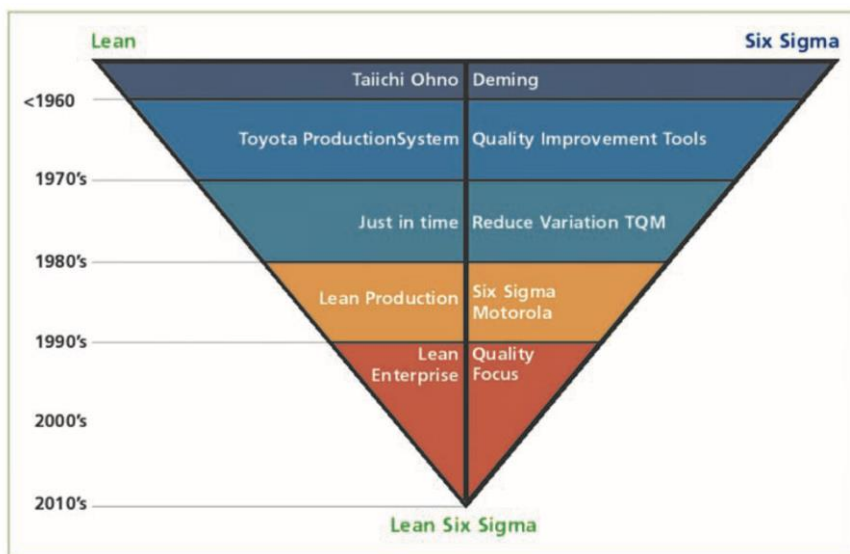 Lean Six Sigma
Taiichi Ohno Deming
<1960
Toyota ProductionSystem Quality Improvement Tools
1970's
Just in time Reduce Variation TQM
1980's
Lean Production Six Sigma
Motorola
1990's
Lean Quality
Enterprise Focus
2000's
2010's
Lean Six Sigma